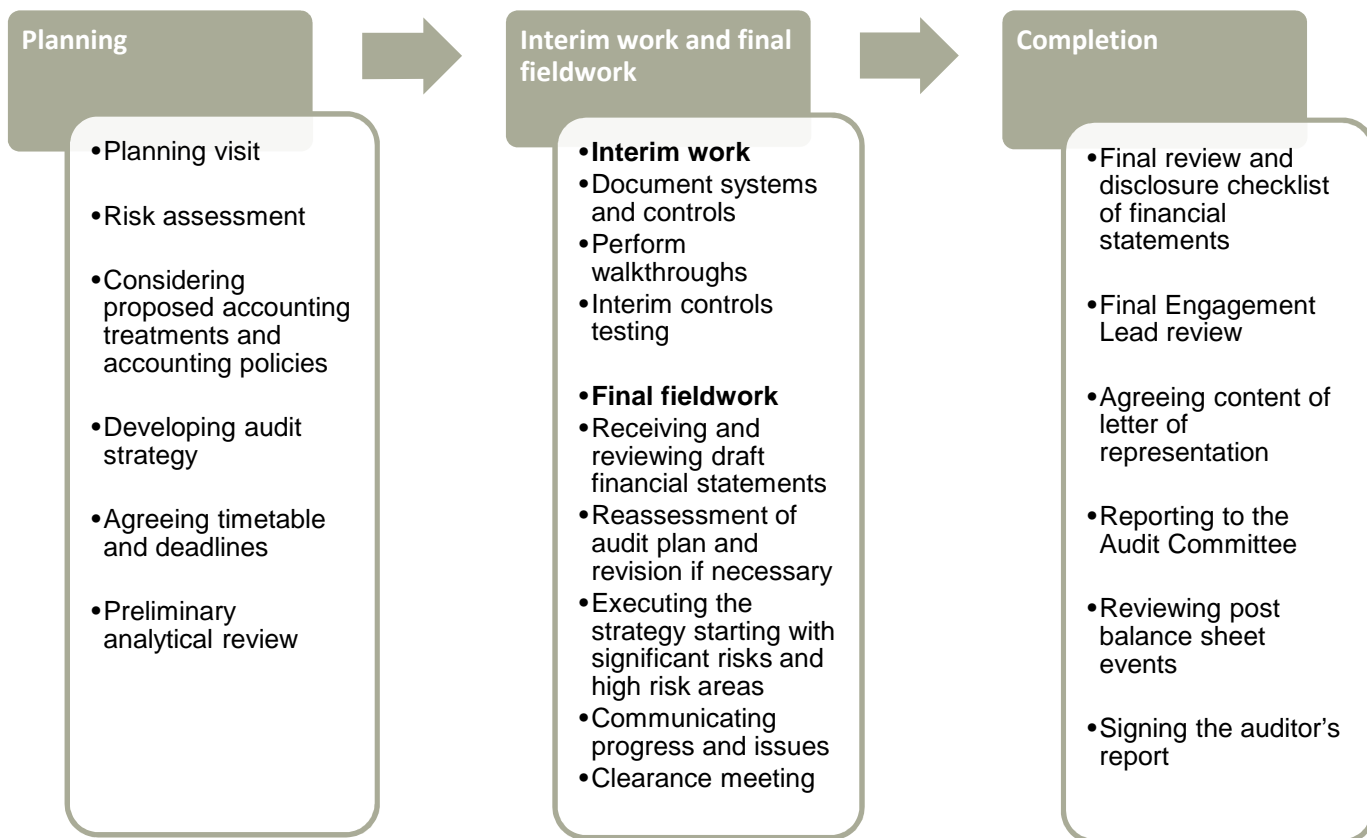 Planning
•Planning visit
•Risk assessment
•Considering
proposed accounting
treatments and
accounting policies
•Developing audit
strategy
•Agreeing timetable
and deadlines
•Preliminary
analytical review
Interim work and final
fieldwork
•Interim work
•Document systems
and controls
•Perform
walkthroughs
•Interim controls
testing
•Final fieldwork
•Receiving and
reviewing draft
financial statements
•Reassessment of
audit plan and
revision if necessary
•Executing the
strategy starting with
significant risks and
high risk areas
•Communicating
progress and issues
•Clearance meeting
Completion
•Final review and
disclosure checklist
of financial
statements
•Final Engagement
Lead review
•Agreeing content of
letter of
representation
•Reporting to the
Audit Committee
•Reviewing post
balance sheet
events
•Signing the auditor’s
report